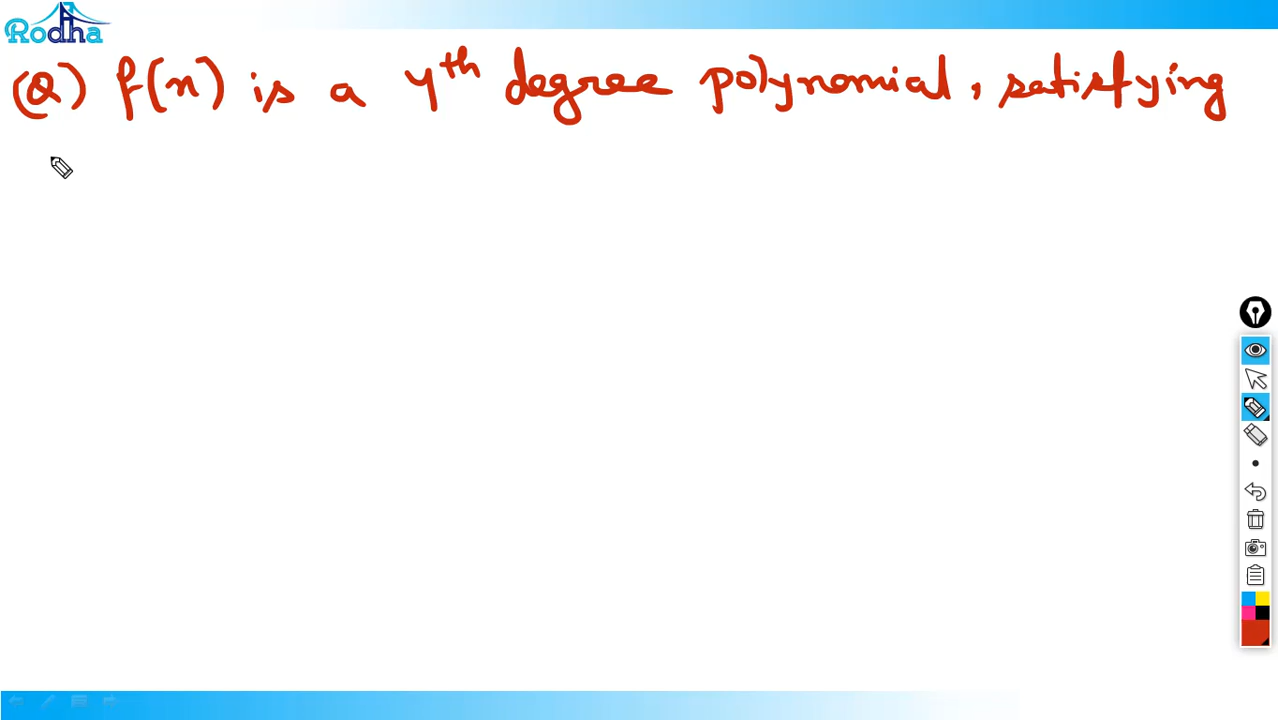 Rodha
(Q) f(x) is a 4th degree polynomial, satisfying